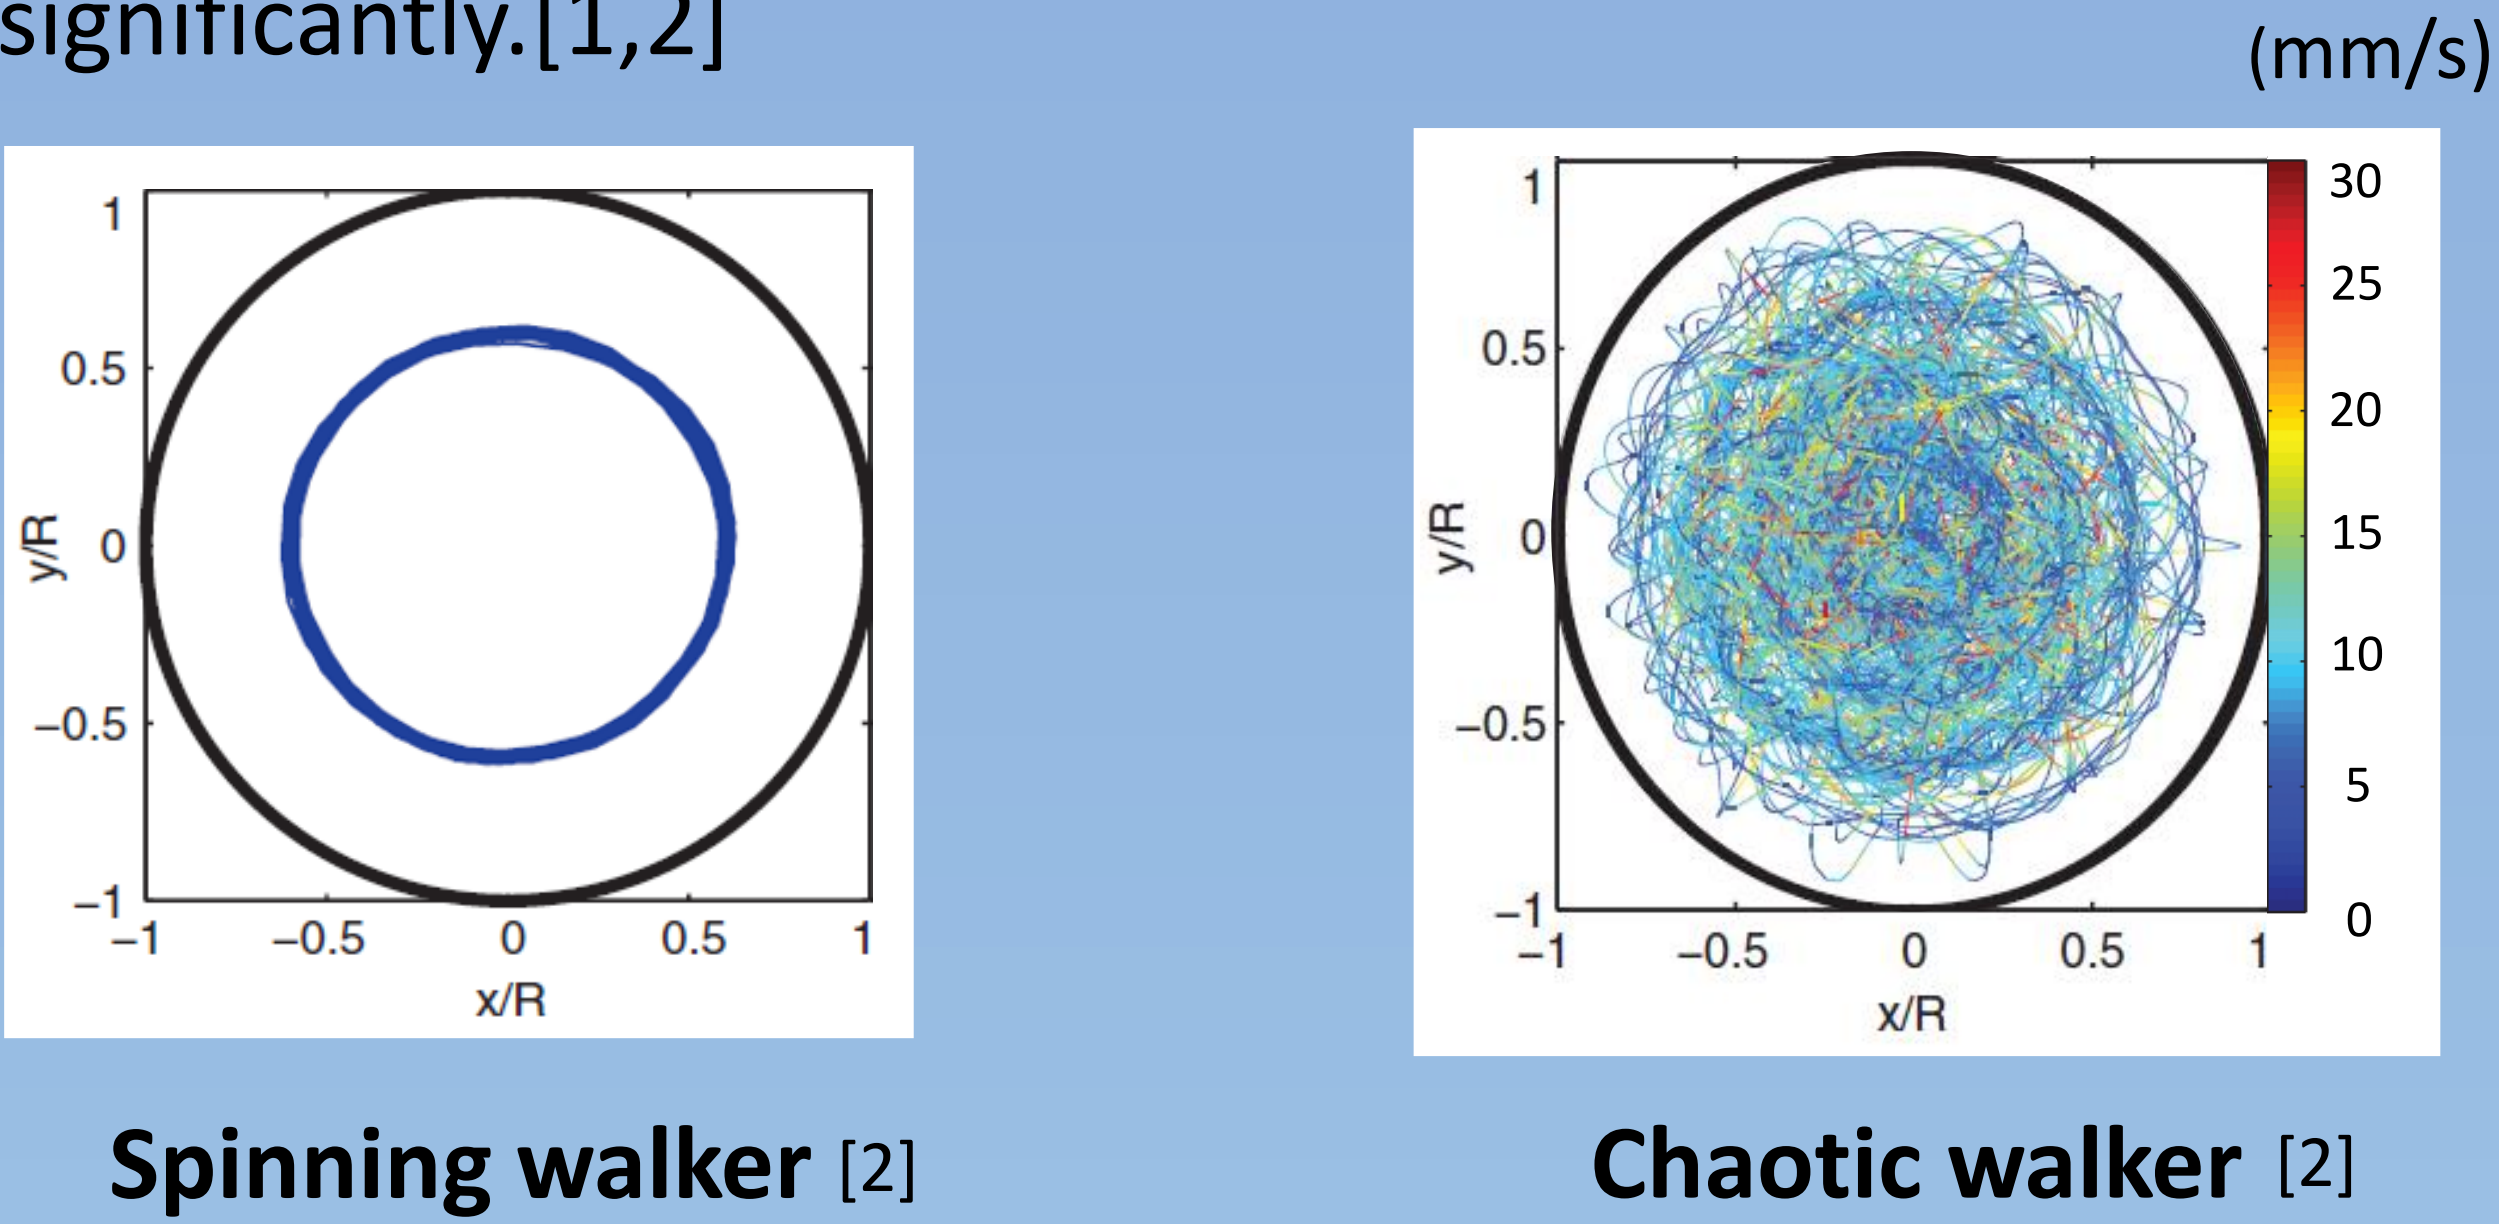 significantly.[1,2]
(mm/s)
1
0.5
0
−0.5
−1
y/R
−1 −0.5 0 0.5 1
x/R
Spinning walker [2]
1
0.5
0
−0.5
−1
y/R
−1 −0.5 0 0.5 1
x/R
30
25
20
15
10
5
0
Chaotic walker [2]